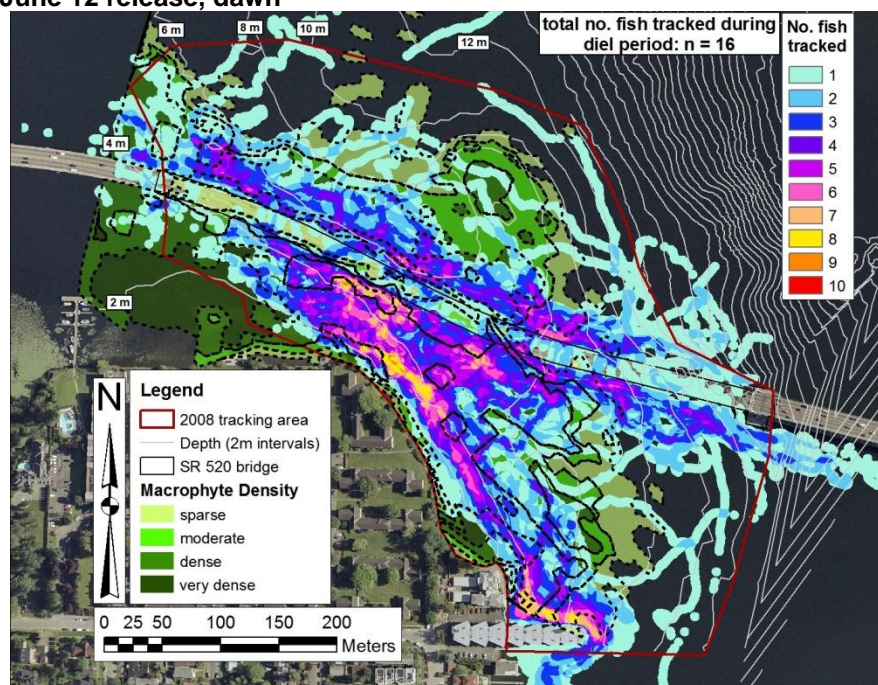 June 12 release, dawn
total no. fish tracked during
diel period: n = 16
No. fish
tracked
1
2
3
4
5
6
7
8
9
10
6 m
8 m
10 m
12 m
4 m
2 m
N
Legend
2008 tracking area
Depth (2m intervals)
SR 520 bridge
Macrophyte Density
sparse
moderate
dense
very dense
0 25 50 100 150 200
Meters